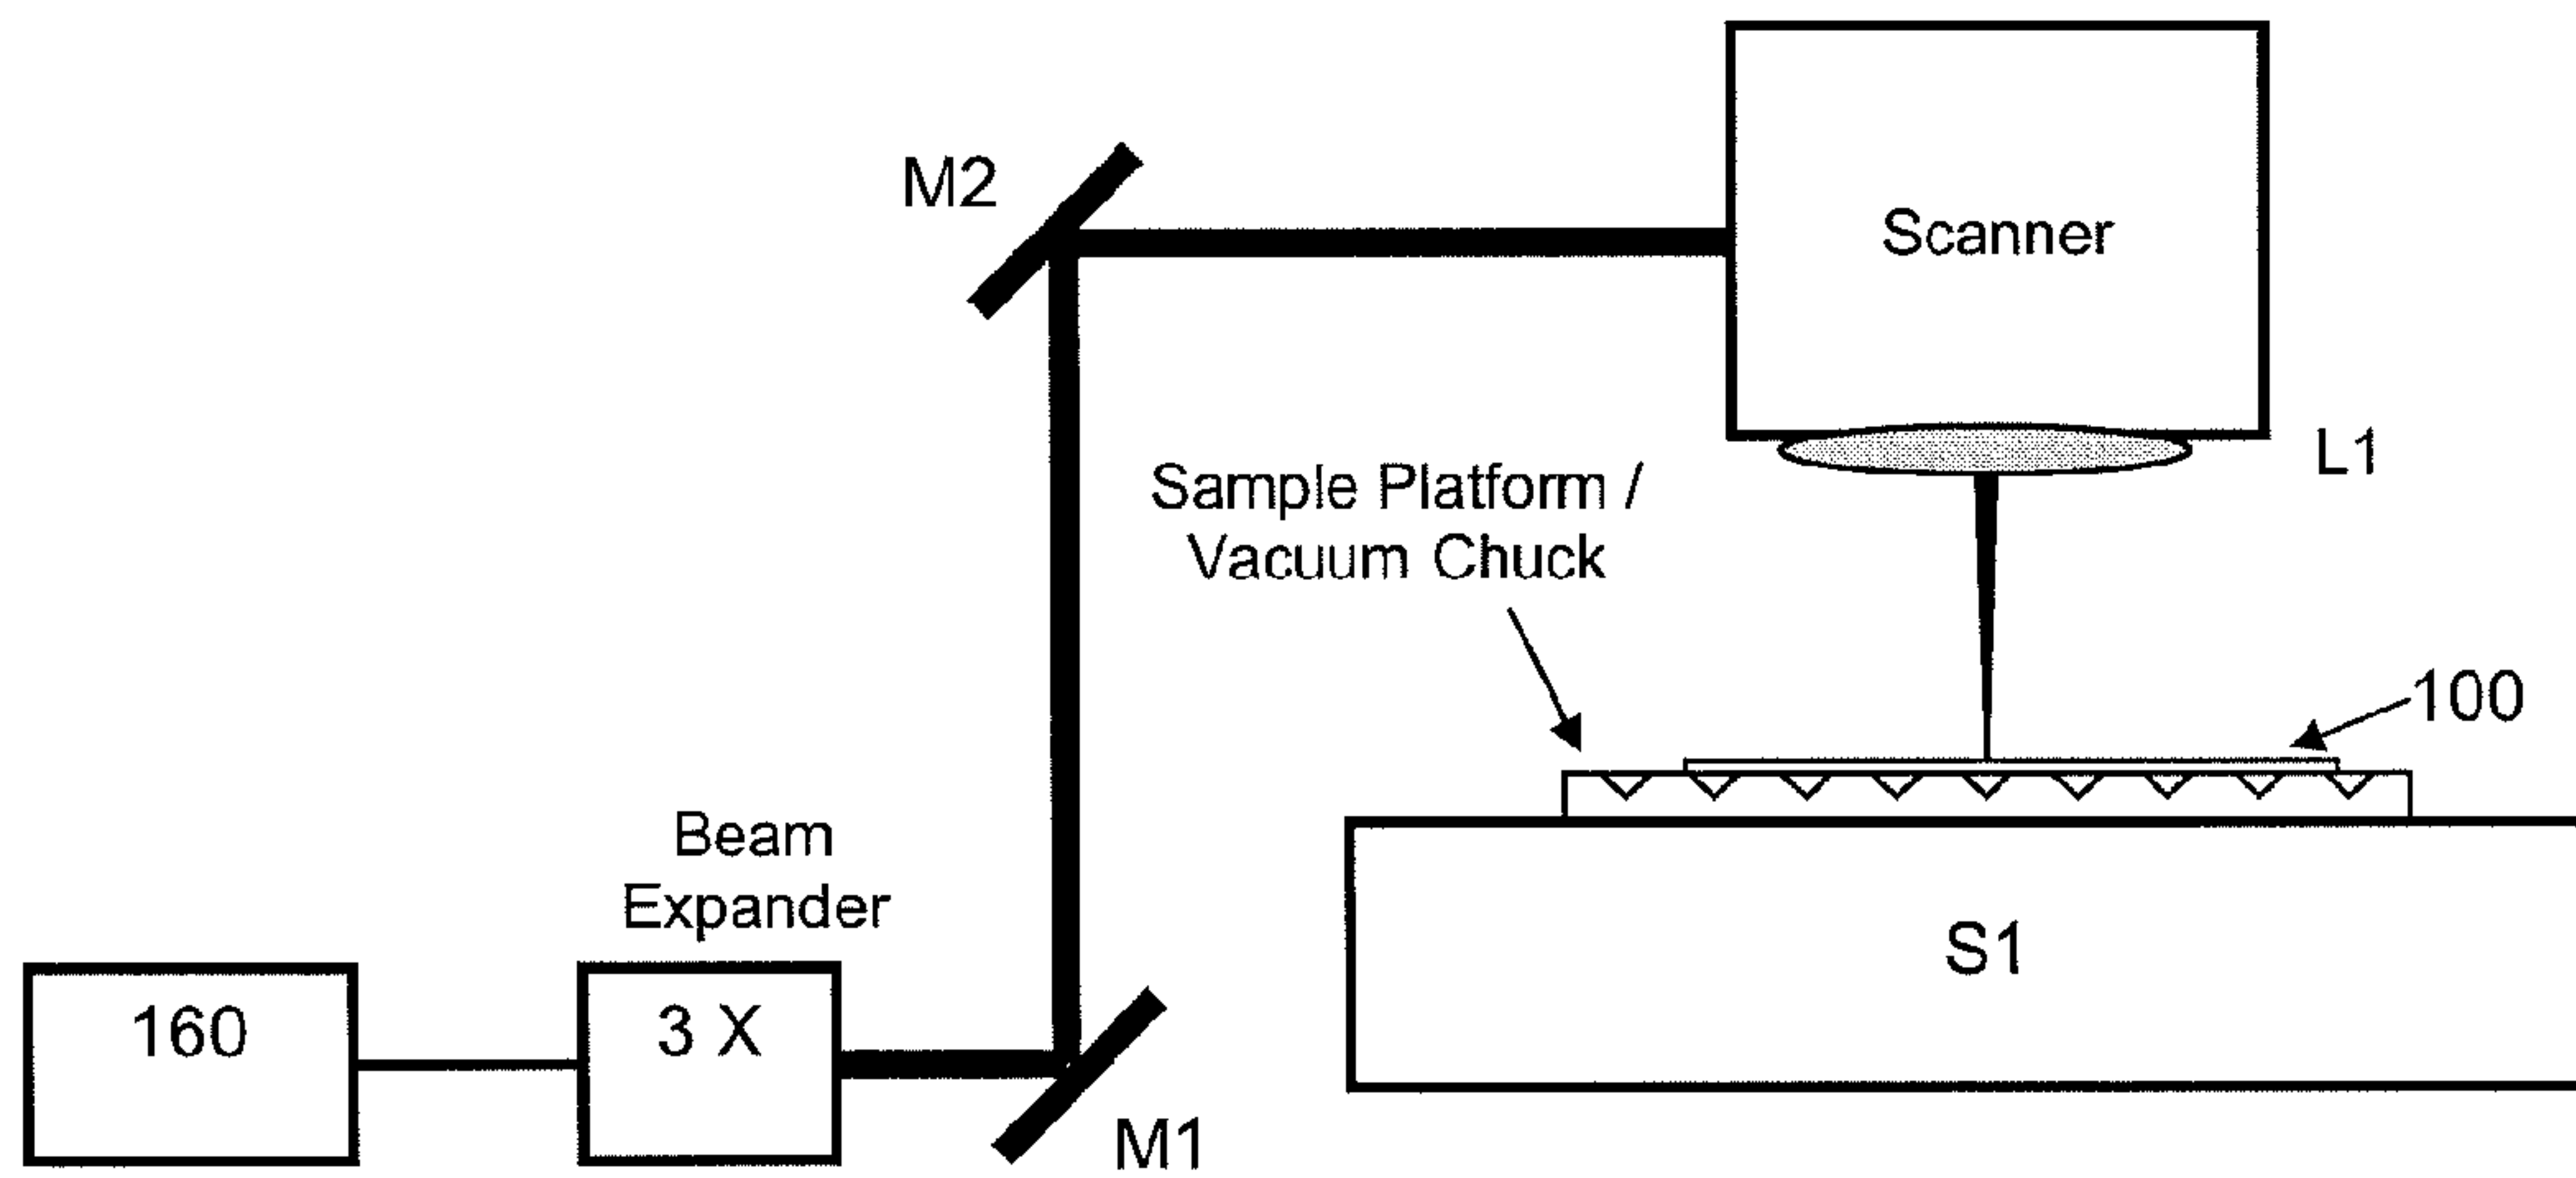 M2
Scanner
L1
Sample Platform /
Vacuum Chuck
100
Beam
Expander
S1
160
3 X
M1